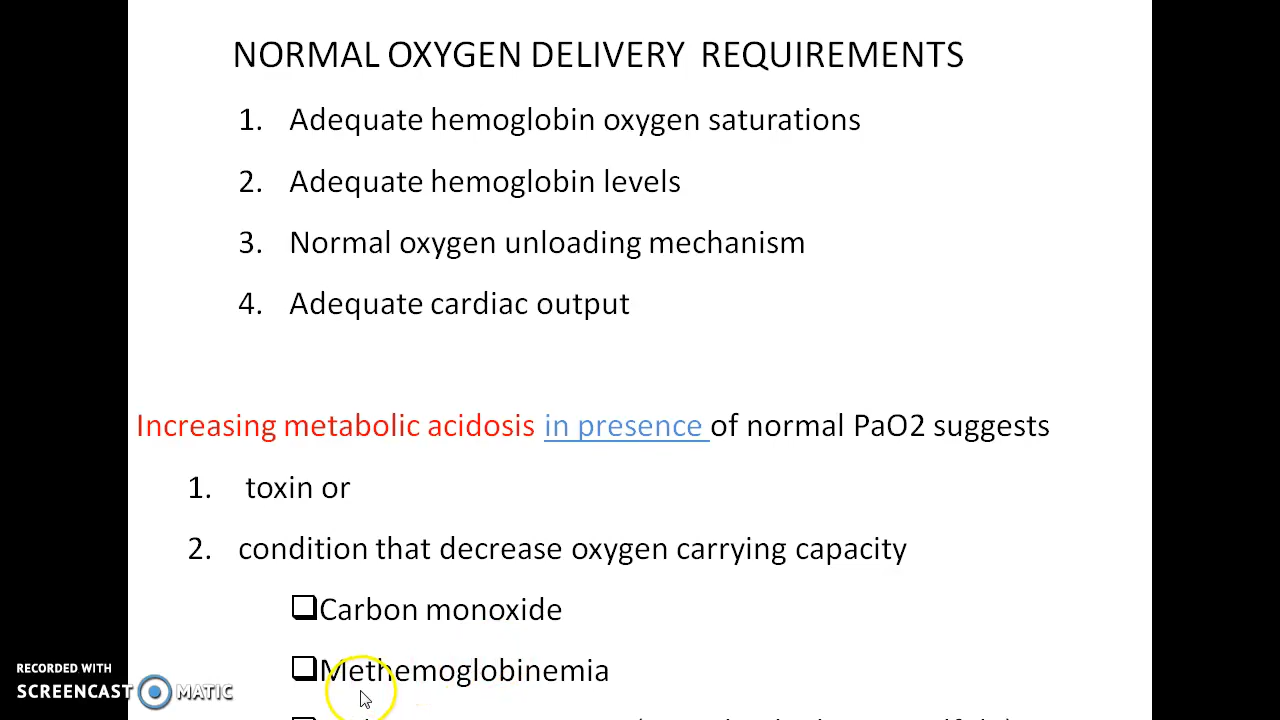 NORMAL OXYGEN DELIVERY REQUIREMENTS
1. Adequate hemoglobin oxygen saturations
2. Adequate hemoglobin levels
3. Normal oxygen unloading mechanism
4. Adequate cardiac output
Increasing metabolic acidosis in presence of normal PaO2 suggests
1. toxin or
2. condition that decrease oxygen carrying capacity
❑Carbon monoxide
❑Methemoglobinemia
RECORDED WITH
SCREENCAST MATIC